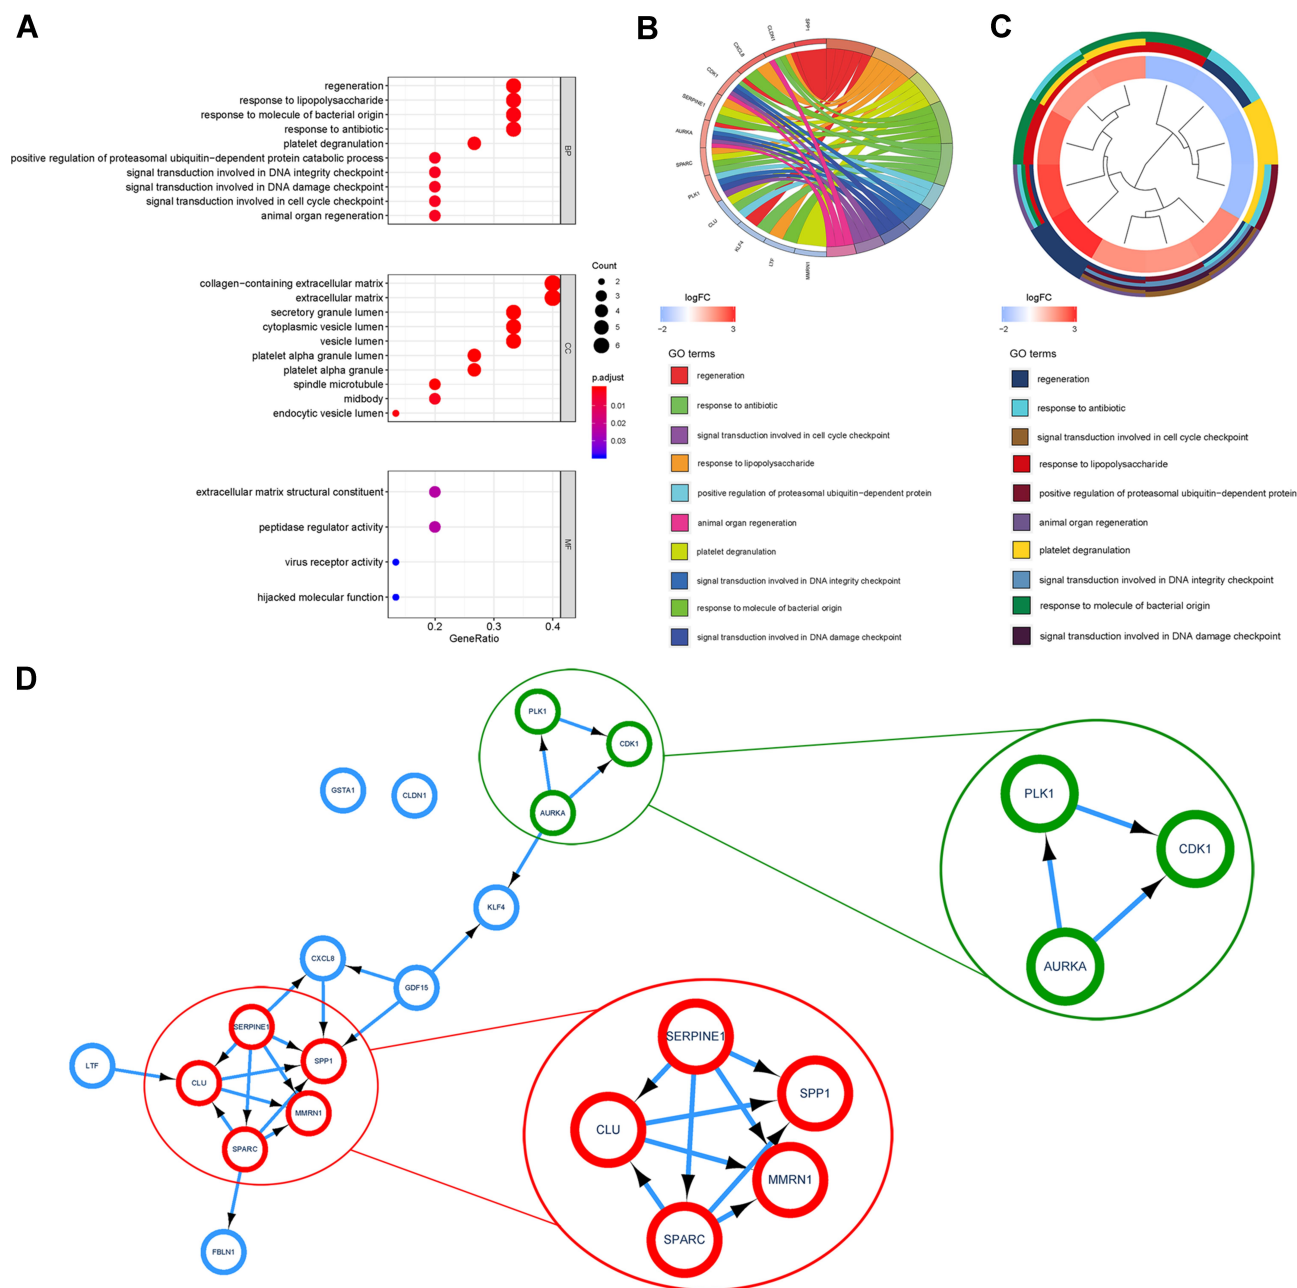 A
regeneration
response to lipopolysaccharide
response to molecule of bacterial origin
response to antibiotic
platelet degranulation
positive regulation of proteasomal ubiquitin−dependent protein catabolic process
signal transduction involved in DNA integrity checkpoint
signal transduction involved in DNA damage checkpoint
signal transduction involved in cell cycle checkpoint
animal organ regeneration
BP
collagen−containing extracellular matrix
extracellular matrix
secretory granule lumen
cytoplasmic vesicle lumen
vesicle lumen
platelet alpha granule lumen
platelet alpha granule
spindle microtubule
midbody
endocytic vesicle lumen
CC
extracellular matrix structural constituent
peptidase regulator activity
virus receptor activity
hijacked molecular function
MF
0.2 0.3 0.4
GeneRatio
Count
2
3
4
5
6
p.adjust
0.01
0.02
0.03
B
SPP1
CLDN1
CXCL8
CDK1
SERPINE1
AURKA
SPARC
PLK1
CLU
KLF4
LTF
MMRN1
logFC
−2 3
GO terms
regeneration
response to antibiotic
signal transduction involved in cell cycle checkpoint
response to lipopolysaccharide
positive regulation of proteasomal ubiquitin−dependent protein
animal organ regeneration
platelet degranulation
signal transduction involved in DNA integrity checkpoint
response to molecule of bacterial origin
signal transduction involved in DNA damage checkpoint
C
logFC
−2 3
GO terms
regeneration
response to antibiotic
signal transduction involved in cell cycle checkpoint
response to lipopolysaccharide
positive regulation of proteasomal ubiquitin−dependent protein
animal organ regeneration
platelet degranulation
signal transduction involved in DNA integrity checkpoint
response to molecule of bacterial origin
signal transduction involved in DNA damage checkpoint
D
PLK1
CDK1
AURKA
GSTA1
CLDN1
KLF4
CXCL8
GDF15
SERPINE1
SPP1
LTF
CLU
MMRN1
SPARC
FBLN1
PLK1
CDK1
AURKA
SERPINE1
SPP1
CLU
MMRN1
SPARC